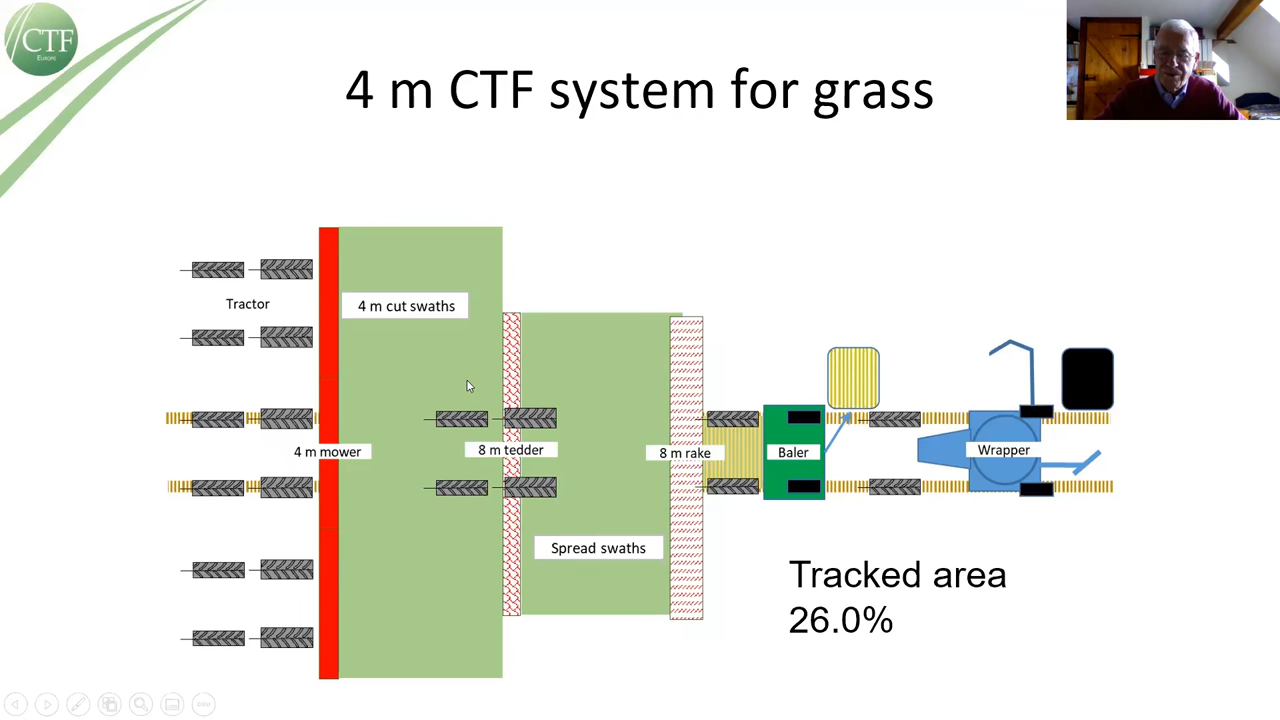 CTF
Europe
4 m CTF system for grass
Tractor
4 m cut swaths
4 m mower
8 m tedder
8 m rake
Baler
Wrapper
Spread swaths
Tracked area
26.0%